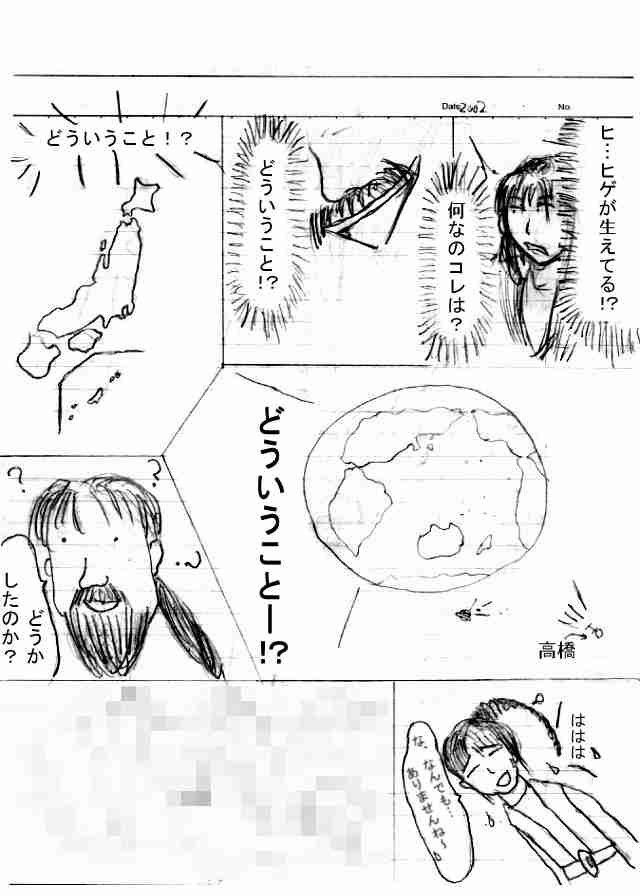 Date 2002
No
ヒ…ヒゲが生えてる!?
何なのコレは?
どういうこと!?
どういうこと!?
どういうことー!?
高橋
どうか
したのか?
ははは
な、なんでも…
ありませんね～